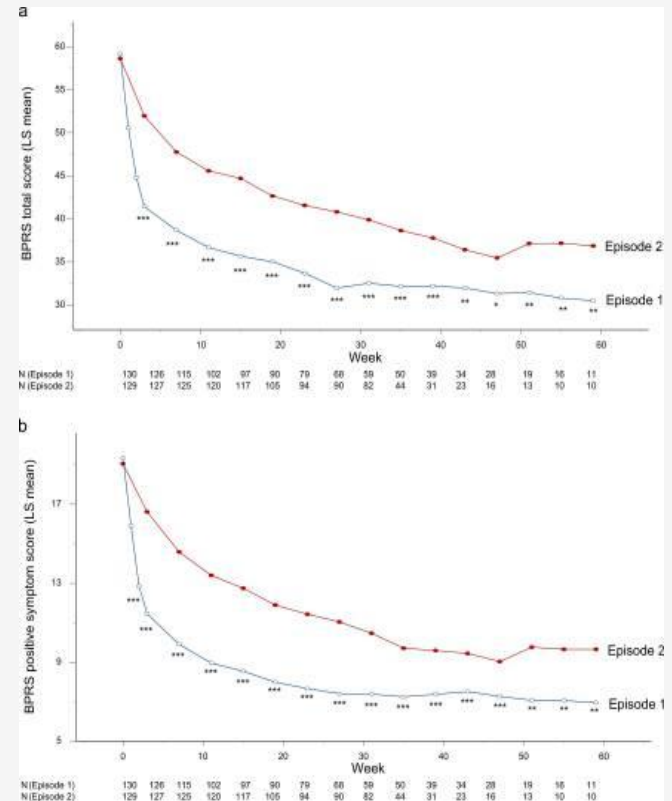 a
BPRS total score (LS mean)
60
55
50
45
40
35
30
***
***
***
***
***
***
***
***
***
***
**
*
**
**
**
Episode 2
Episode 1
0 10 20 30 40 50 60
Week
N (Episode 1) 130 126 115 102 97 90 79 68 59 50 39 34 28 19 16 11
N (Episode 2) 129 127 125 120 117 105 94 90 82 44 31 23 16 13 10 10
b
BPRS positive symptom score (LS mean)
17
13
9
5
***
***
***
***
***
***
***
***
***
***
***
***
***
**
**
**
Episode 2
Episode 1
0 10 20 30 40 50 60
Week
N (Episode 1) 130 126 115 102 97 90 79 68 59 50 39 34 28 19 16 11
N (Episode 2) 129 127 125 120 117 105 94 90 82 44 31 23 16 13 10 10